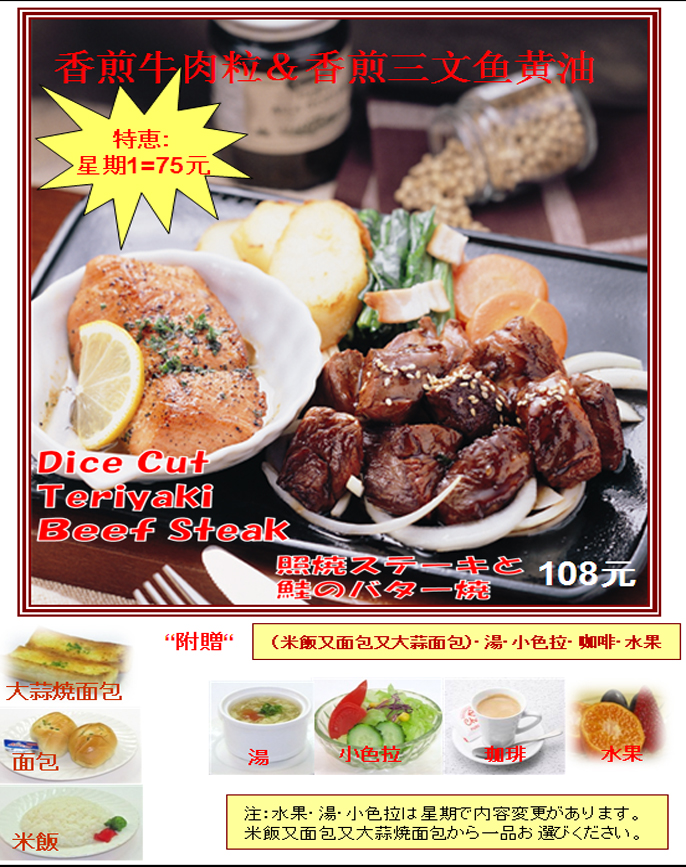 香煎牛肉粒&香煎三文鱼黄油
特恵:
星期1=75元
Dice Cut
Teriyaki
Beef Steak
照焼ステーキと
鮭のバター焼
108元
“附贈“
（米飯又面包又大蒜面包）・湯・小色拉・咖啡・水果
大蒜焼面包
面包
米飯
湯
小色拉
咖琲
水果
注:水果・湯・小色拉は星期で内容変更があります。
米飯又面包又大蒜焼面包から一品お選びください。